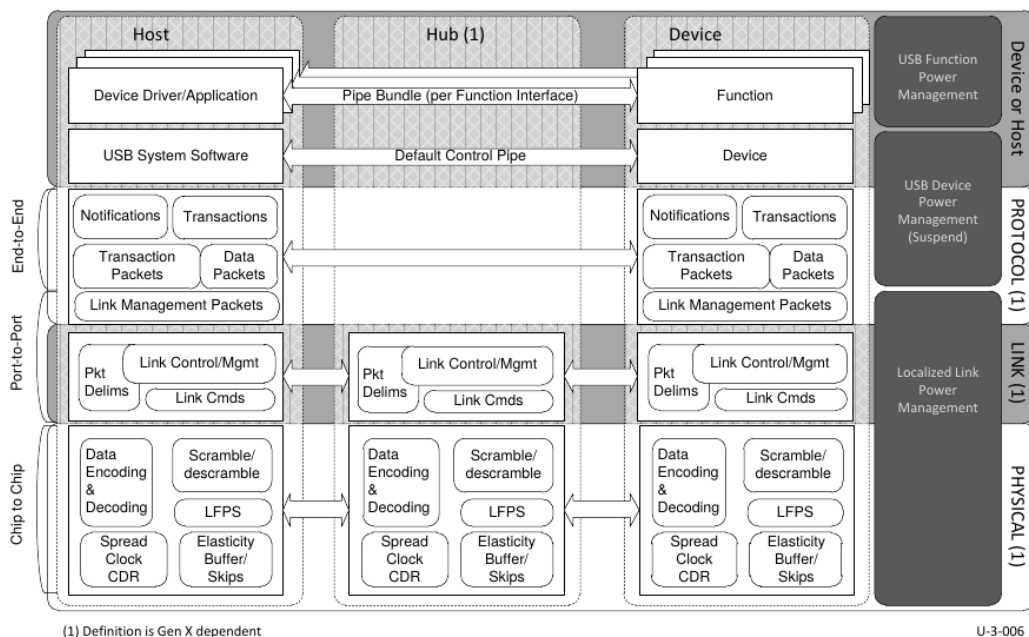 Host
Hub (1)
Device
Device Driver/Application
Pipe Bundle (per Function Interface)
Function
USB System Software
Default Control Pipe
Device
USB Function
Power
Management
Device or Host
End-to-End
Notifications
Transactions
Transaction
Packets
Data
Packets
Link Management Packets
Notifications
Transactions
Transaction
Packets
Data
Packets
Link Management Packets
USB Device
Power
Management
(Suspend)
PROTOCOL (1)
Port-to-Port
Pkt
Delims
Link Control/Mgmt
Link Cmds
Pkt
Delims
Link Control/Mgmt
Link Cmds
Pkt
Delims
Link Control/Mgmt
Link Cmds
Localized Link
Power
Management
LINK (1)
Chip to Chip
Data
Encoding
&
Decoding
Scramble/
descramble
LFPS
Spread
Clock
CDR
Elasticity
Buffer/
Skips
Data
Encoding
&
Decoding
Scramble/
descramble
LFPS
Spread
Clock
CDR
Elasticity
Buffer/
Skips
Data
Encoding
&
Decoding
Scramble/
descramble
LFPS
Spread
Clock
CDR
Elasticity
Buffer/
Skips
PHYSICAL (1)
(1) Definition is Gen X dependent
U-3-006